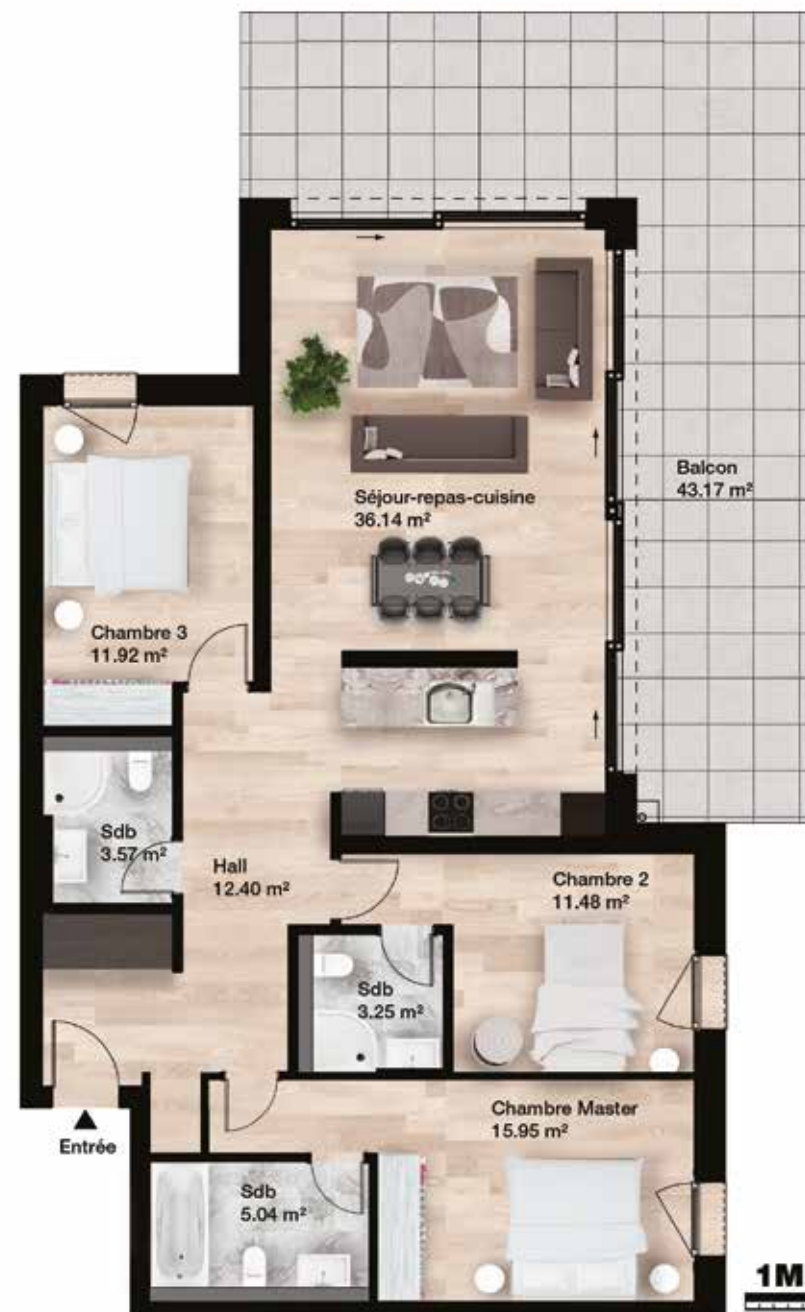 Balcon
43.17 m²
Séjour-repas-cuisine
36.14 m²
Chambre 3
11.92 m²
Sdb
3.57 m²
Hall
12.40 m²
Chambre 2
11.48 m²
Sdb
3.25 m²
Entrée
Chambre Master
15.95 m²
Sdb
5.04 m²
1M